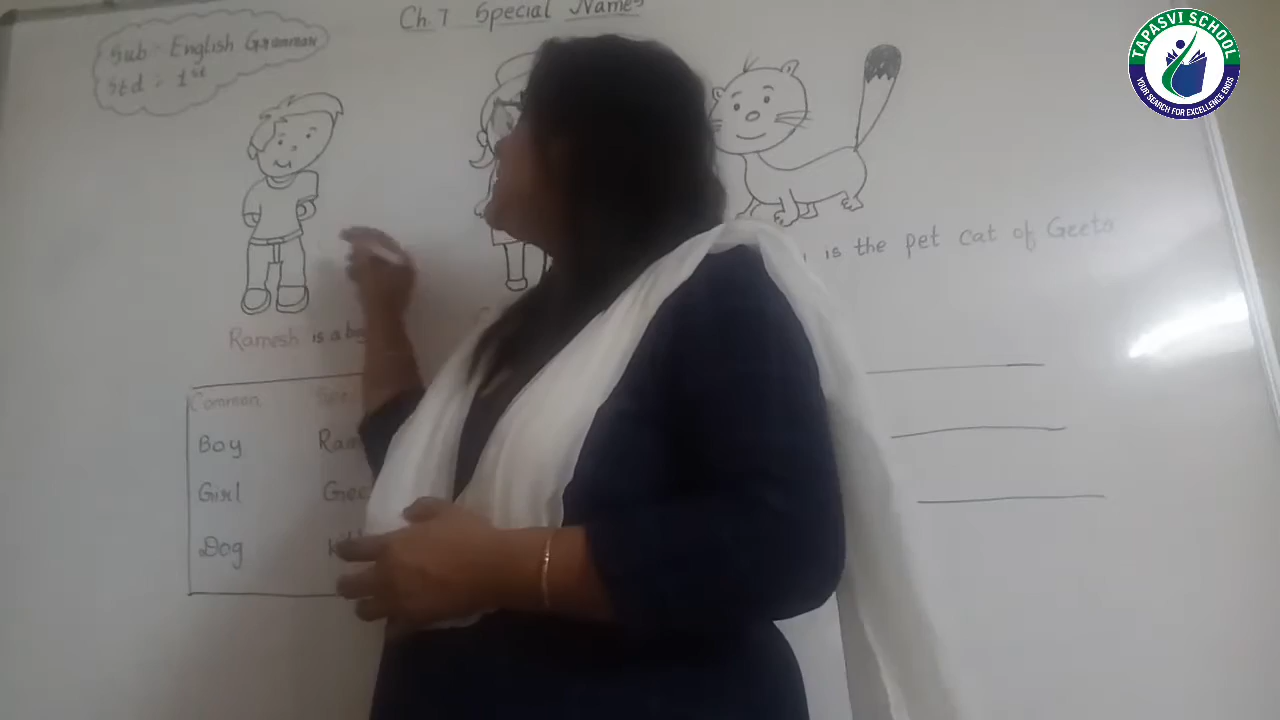 Ch. 7 Special Names
Sub - English Grammar
Std - 1st
TAPASVI SCHOOL
YOUR SEARCH FOR EXCELLENCE ENDS
is the pet cat of Geeta
Ramesh is a
Common
Boy
Girl
Dog